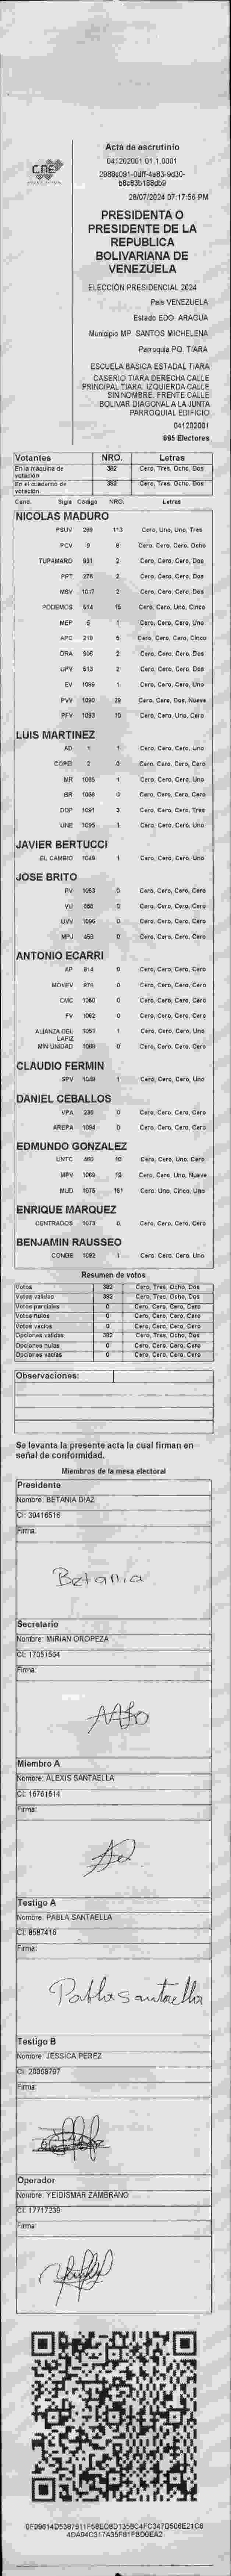 Acta de escrutinio
041202001.01.1.0001
28/07/2024 07:17:56 PM
PRESIDENTA O
PRESIDENTE DE LA
REPÚBLICA
BOLIVARIANA DE
VENEZUELA
ELECCIÓN PRESIDENCIAL 2024
País VENEZUELA
Estado EDO. ARAGUA
Municipio MP. SANTOS MICHELENA
Parroquia PQ. TIARA
ESCUELA BASICA ESTADAL TIARA
CASERIO TIARA DERECHA CALLE
PRINCIPAL TIARA. IZQUIERDA CALLE
SIN NOMBRE. FRENTE CALLE
BOLIVAR DIAGONAL A LA JUNTA
PARROQUIAL EDIFICIO
041202001
695 Electores
Votantes NRO. Letras
En la máquina de votación 382 Cero, Tres, Ocho, Dos
En el cuaderno de votación 382 Cero, Tres, Ocho, Dos
Cand. Sigla Código NRO. Letras
NICOLAS MADURO
PSUV 269 113 Cero, Uno, Uno, Tres
PCV 9 8 Cero, Cero, Cero, Ocho
TUPAMARO 931 2 Cero, Cero, Cero, Dos
PPT 276 2 Cero, Cero, Cero, Dos
MSV 1017 2 Cero, Cero, Cero, Dos
PODEMOS 514 15 Cero, Cero, Uno, Cinco
MEP 5 1 Cero, Cero, Cero, Uno
APC 219 5 Cero, Cero, Cero, Cinco
ORA 906 2 Cero, Cero, Cero, Dos
UPV 613 2 Cero, Cero, Cero, Dos
EV 1099 1 Cero, Cero, Cero, Uno
PVV 1090 29 Cero, Cero, Dos, Nueve
PFV 1093 10 Cero, Cero, Uno, Cero
LUIS MARTINEZ
AD 1 1 Cero, Cero, Cero, Uno
COPEI 2 0 Cero, Cero, Cero, Cero
MR 1065 1 Cero, Cero, Cero, Uno
BR 1068 0 Cero, Cero, Cero, Cero
DDP 1091 3 Cero, Cero, Cero, Tres
UNE 1095 1 Cero, Cero, Cero, Uno
JAVIER BERTUCCI
EL CAMBIO 1048 1 Cero, Cero, Cero, Uno
JOSE BRITO
PV 1053 0 Cero, Cero, Cero, Cero
VU 0 Cero, Cero, Cero, Cero
UVV 1096 0 Cero, Cero, Cero, Cero
MPJ 468 0 Cero, Cero, Cero, Cero
ANTONIO ECARRI
AP 814 0 Cero, Cero, Cero, Cero
MOVEV 876 0 Cero, Cero, Cero, Cero
CMC 1050 0 Cero, Cero, Cero, Cero
FV 1062 0 Cero, Cero, Cero, Cero
ALIANZA DEL LAPIZ 1051 1 Cero, Cero, Cero, Uno
MIN UNIDAD 1069 0 Cero, Cero, Cero, Cero
CLAUDIO FERMIN
SPV 1049 1 Cero, Cero, Cero, Uno
DANIEL CEBALLOS
VPA 236 0 Cero, Cero, Cero, Cero
AREPA 1094 0 Cero, Cero, Cero, Cero
EDMUNDO GONZALEZ
UNTC 460 10 Cero, Cero, Uno, Cero
MPV 1069 19 Cero, Cero, Uno, Nueve
MUD 1075 151 Cero, Uno, Cinco, Uno
ENRIQUE MARQUEZ
CENTRADOS 1073 0 Cero, Cero, Cero, Cero
BENJAMIN RAUSSEO
CONDE 1082 1 Cero, Cero, Cero, Uno
Resumen de votos
Votos 382 Cero, Tres, Ocho, Dos
Votos validos 382 Cero, Tres, Ocho, Dos
Votos parciales 0 Cero, Cero, Cero, Cero
Votos nulos 0 Cero, Cero, Cero, Cero
Votos vacios 0 Cero, Cero, Cero, Cero
Opciones validas 382 Cero, Tres, Ocho, Dos
Opciones nulas 0 Cero, Cero, Cero, Cero
Opciones vacias 0 Cero, Cero, Cero, Cero
Observaciones:
Se levanta la presente acta la cual firman en
señal de conformidad.
Miembros de la mesa electoral
Presidente
Nombre: BETANIA DIAZ
CI: 30416516
Firma:
Betania
Secretario
Nombre: MIRIAN OROPEZA
CI: 17051564
Firma:
Miembro A
Nombre: ALEXIS SANTAELLA
CI: 16761614
Firma:
Testigo A
Nombre: PABLA SANTAELLA
CI: 8587416
Firma:
Pabla santaella
Testigo B
Nombre: JESSICA PEREZ
CI: 20068797
Firma:
Operador
Nombre: YEIDISMAR ZAMBRANO
CI: 17717239
Firma: